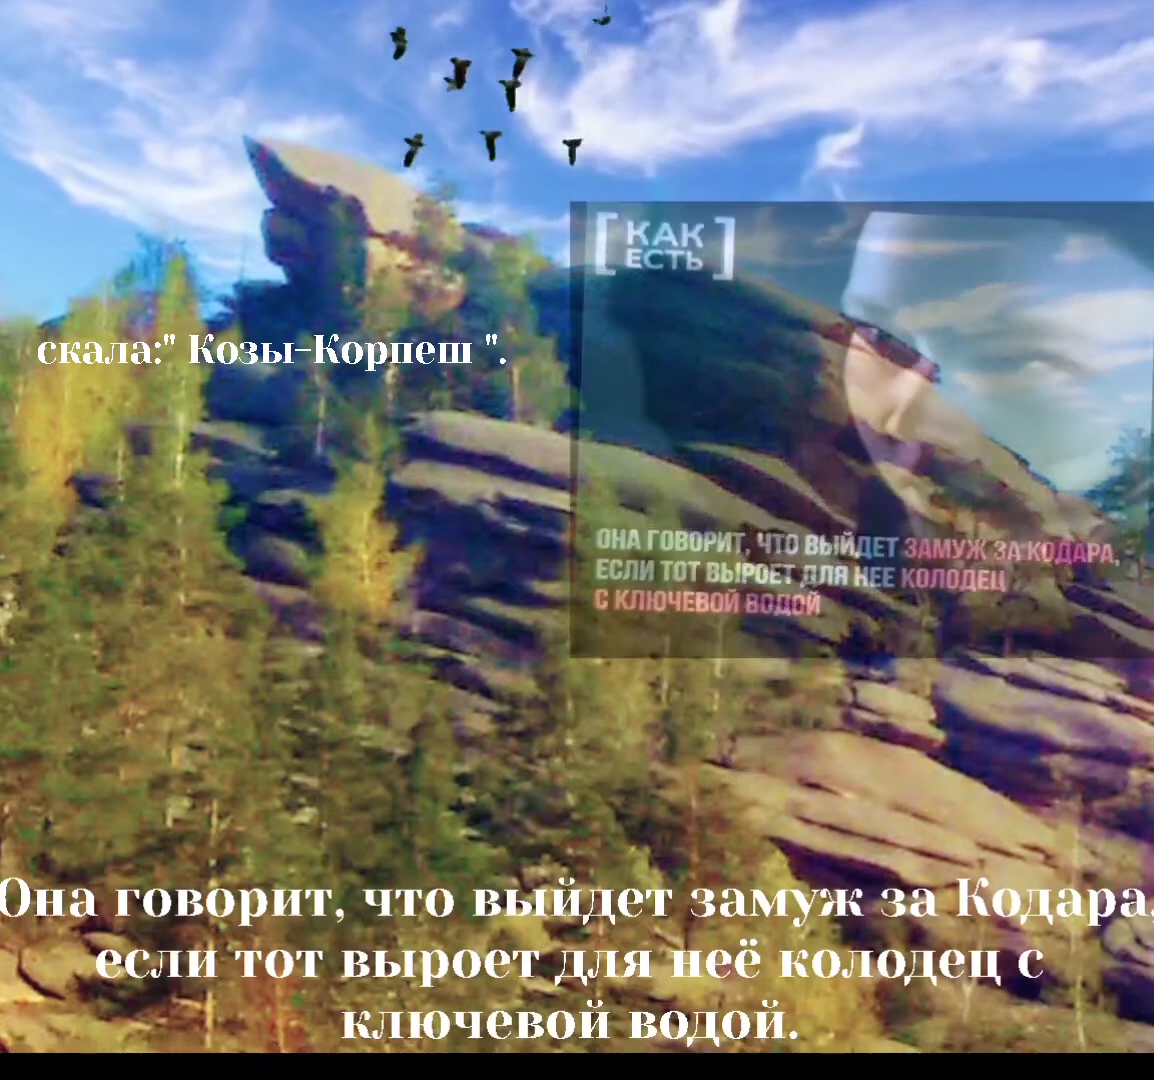 [КАК
ЕСТЬ]
скала:" Козы-Корпеш ".
ОНА ГОВОРИТ, ЧТО ВЫЙДЕТ ЗАМУЖ ЗА КОДАРА,
ЕСЛИ ТОТ ВЫРОЕТ ДЛЯ НЕЕ КОЛОДЕЦ
С КЛЮЧЕВОЙ ВОДОЙ
Она говорит, что выйдет замуж за Кодара,
если тот выроет для неё колодец с
ключевой водой.